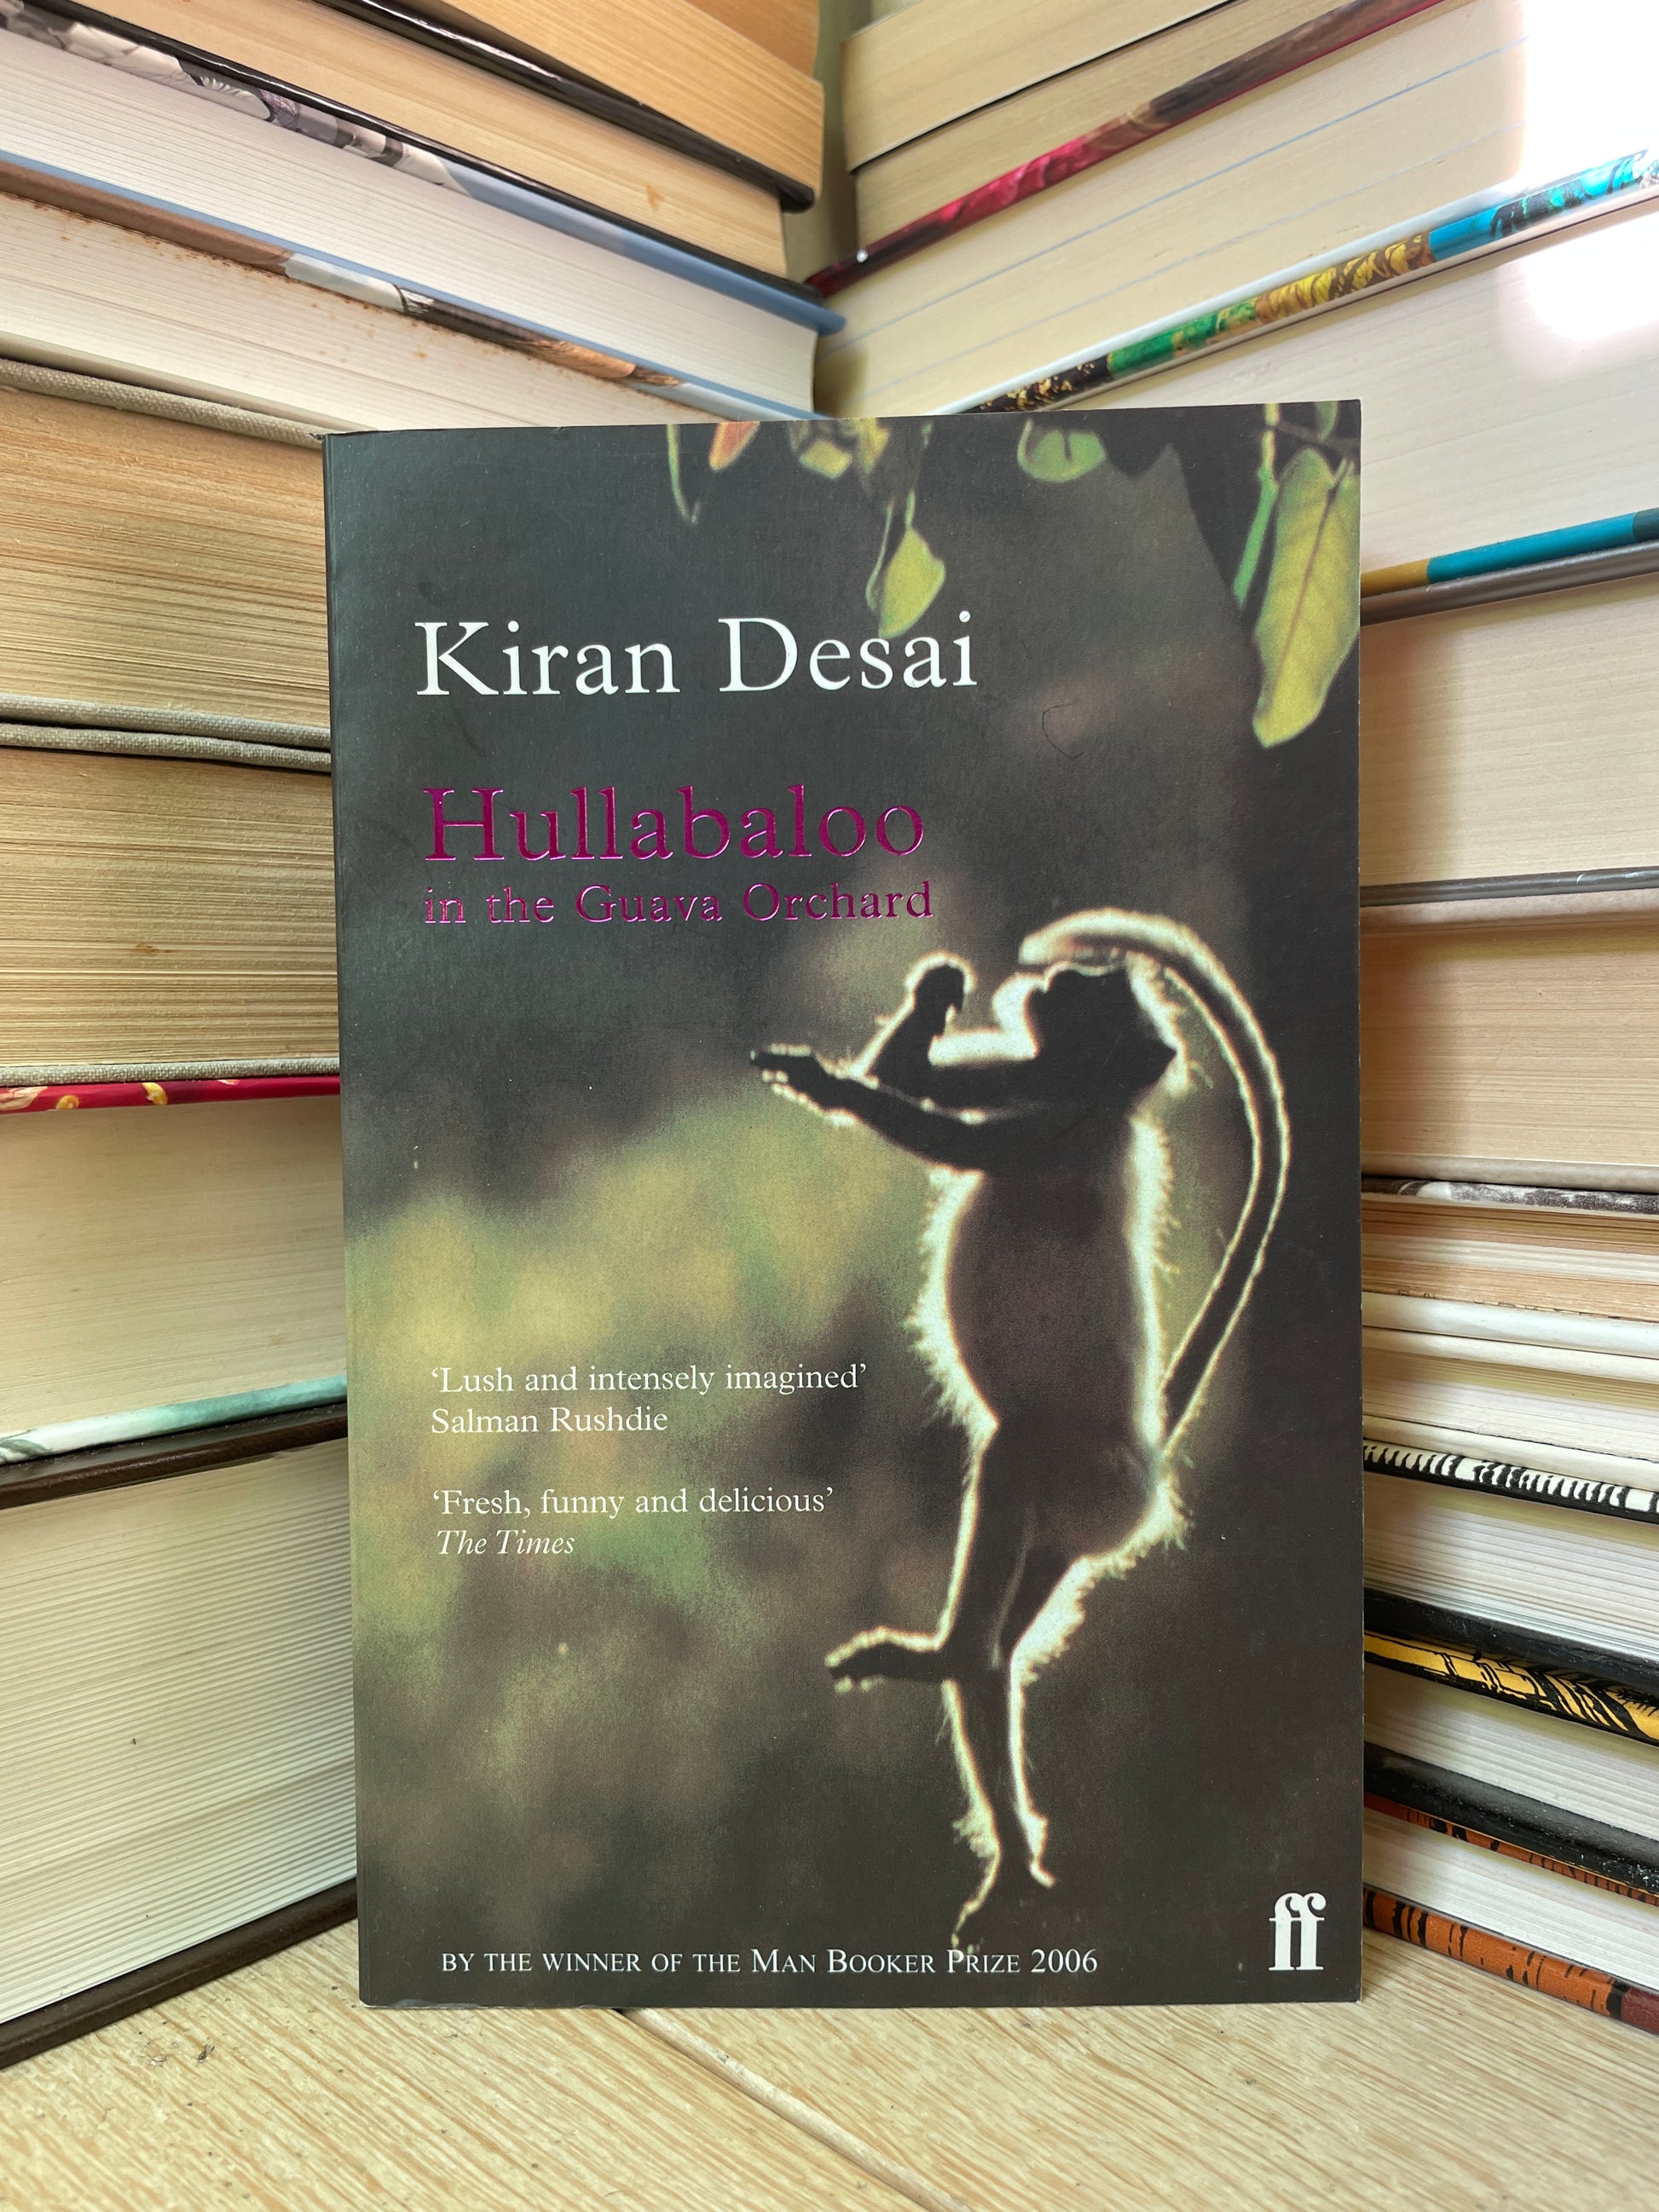 Kiran Desai
Hullabaloo
in the Guava Orchard
‘Lush and intensely imagined’
Salman Rushdie
‘Fresh, funny and delicious’
The Times
BY THE WINNER OF THE MAN BOOKER PRIZE 2006
ff